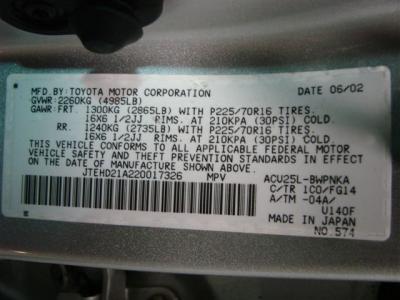 MFD. BY: TOYOTA MOTOR CORPORATION DATE 06/02
GVWR: 2260KG (4985LB)
GAWR: FRT. 1300KG (2865LB) WITH P225/70R16 TIRES.
16X6 1/2JJ RIMS. AT 210KPA (30PSI) COLD.
RR. 1240KG (2735LB) WITH P225/70R16 TIRES.
16X6 1/2JJ RIMS. AT 210KPA (30PSI) COLD.
THIS VEHICLE CONFORMS TO ALL APPLICABLE FEDERAL MOTOR
VEHICLE SAFETY AND THEFT PREVENTION STANDARDS IN EFFECT
ON THE DATE OF MANUFACTURE SHOWN ABOVE.
JTEHD21A220017326 MPV ACU25L-BWPNKA
C/TR 1C0/FG14
A/TM -04A/
U140F
MADE IN JAPAN
NO. 574